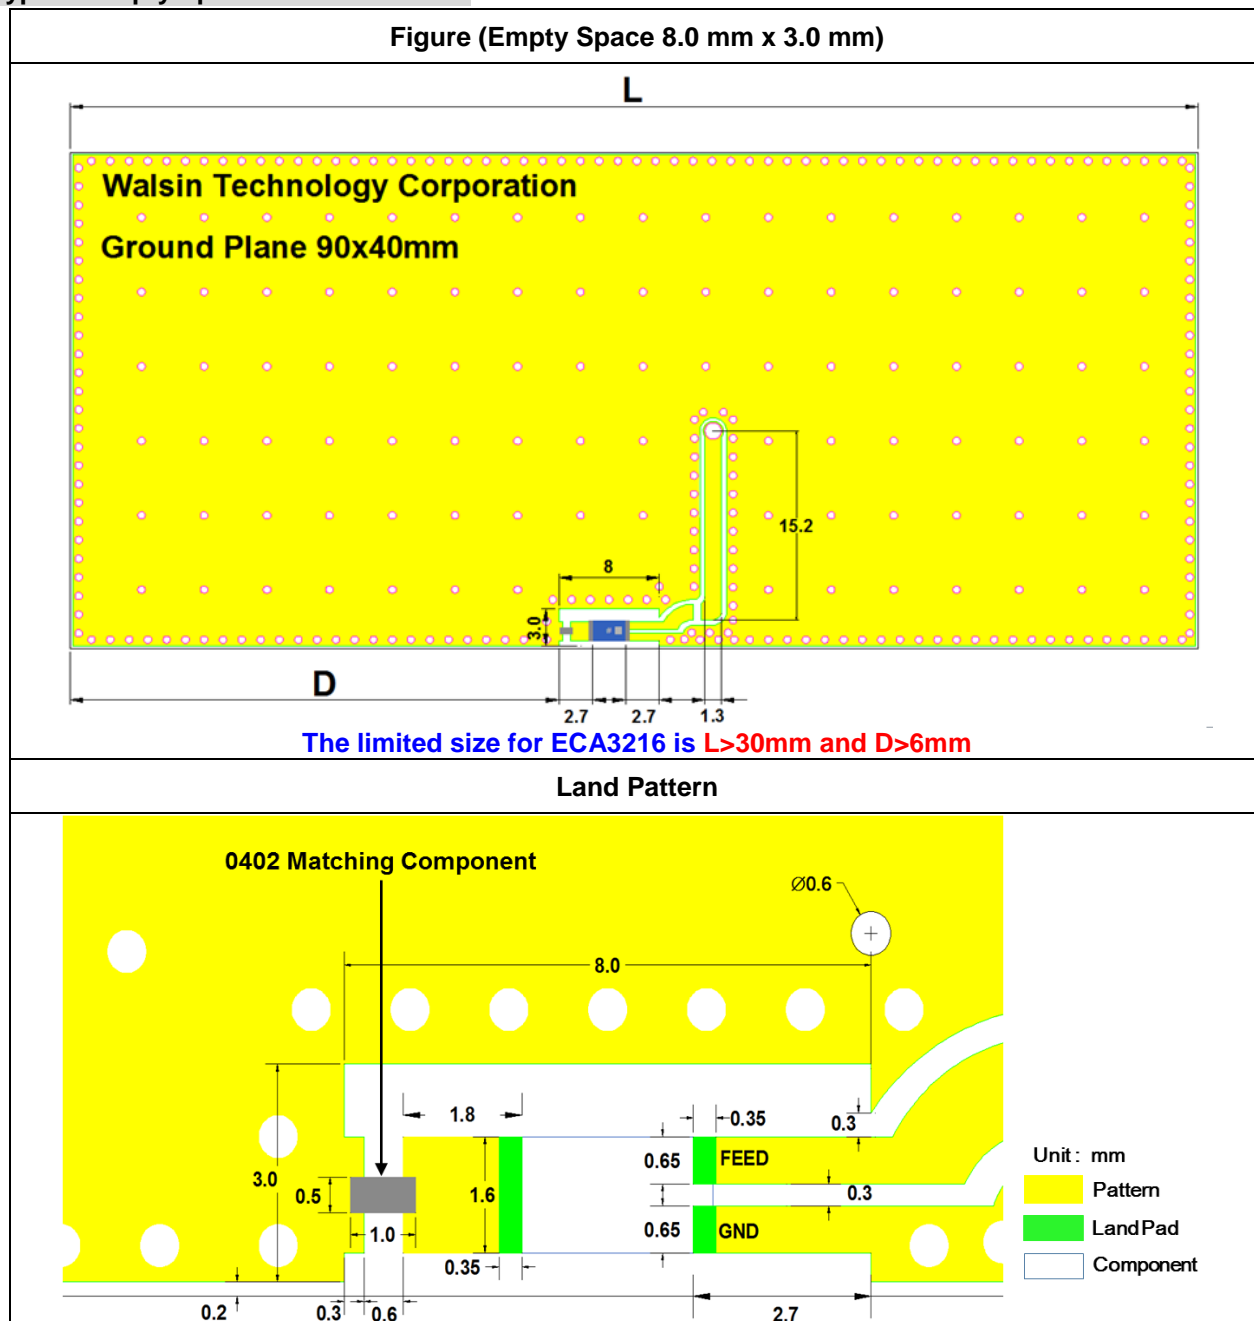 Figure (Empty Space 8.0 mm x 3.0 mm)
L
Walsin Technology Corporation
Ground Plane 90x40mm
15.2
8
3.0
D
2.7
2.7
1.3
The limited size for ECA3216 is L>30mm and D>6mm
Land Pattern
0402 Matching Component
Ø0.6
8.0
1.8
0.35
0.3
0.65
FEED
3.0
0.5
1.6
0.3
0.65
GND
1.0
0.35
0.2
0.3
0.6
2.7
Unit : mm
Pattern
Land Pad
Component